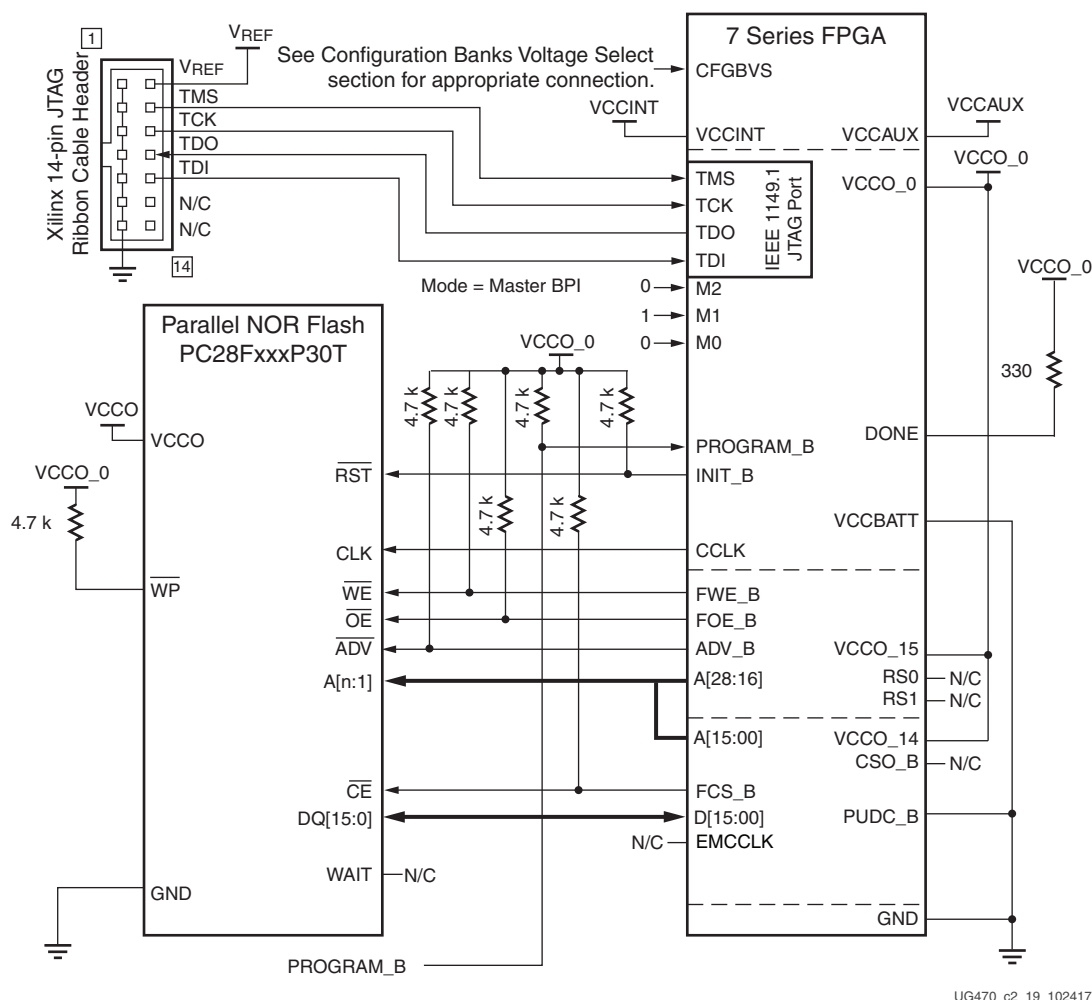 1
Xilinx 14-pin JTAG
Ribbon Cable Header
VREF
VREF
TMS
TCK
TDO
TDI
N/C
N/C
14
See Configuration Banks Voltage Select
section for appropriate connection.
VCCINT
Mode = Master BPI
0
1
0
7 Series FPGA
CFGBVS
VCCINT
VCCAUX
VCCAUX
VCCO_0
VCCO_0
TMS
TCK
TDO
TDI
IEEE 1149.1
JTAG Port
M2
M1
M0
VCCO_0
330
DONE
PROGRAM_B
INIT_B
VCCBATT
CCLK
FWE_B
FOE_B
ADV_B
VCCO_15
A[28:16]
RS0
N/C
RS1
N/C
A[15:00]
VCCO_14
CSO_B
N/C
FCS_B
D[15:00]
PUDC_B
N/C
EMCCLK
GND
VCCO_0
4.7 k
4.7 k
4.7 k
4.7 k
4.7 k
4.7 k
Parallel NOR Flash
PC28FxxxP30T
VCCO
VCCO
VCCO_0
4.7 k
RST
CLK
WP
WE
OE
ADV
A[n:1]
CE
DQ[15:0]
WAIT
N/C
GND
PROGRAM_B
UG470_c2_19_102417